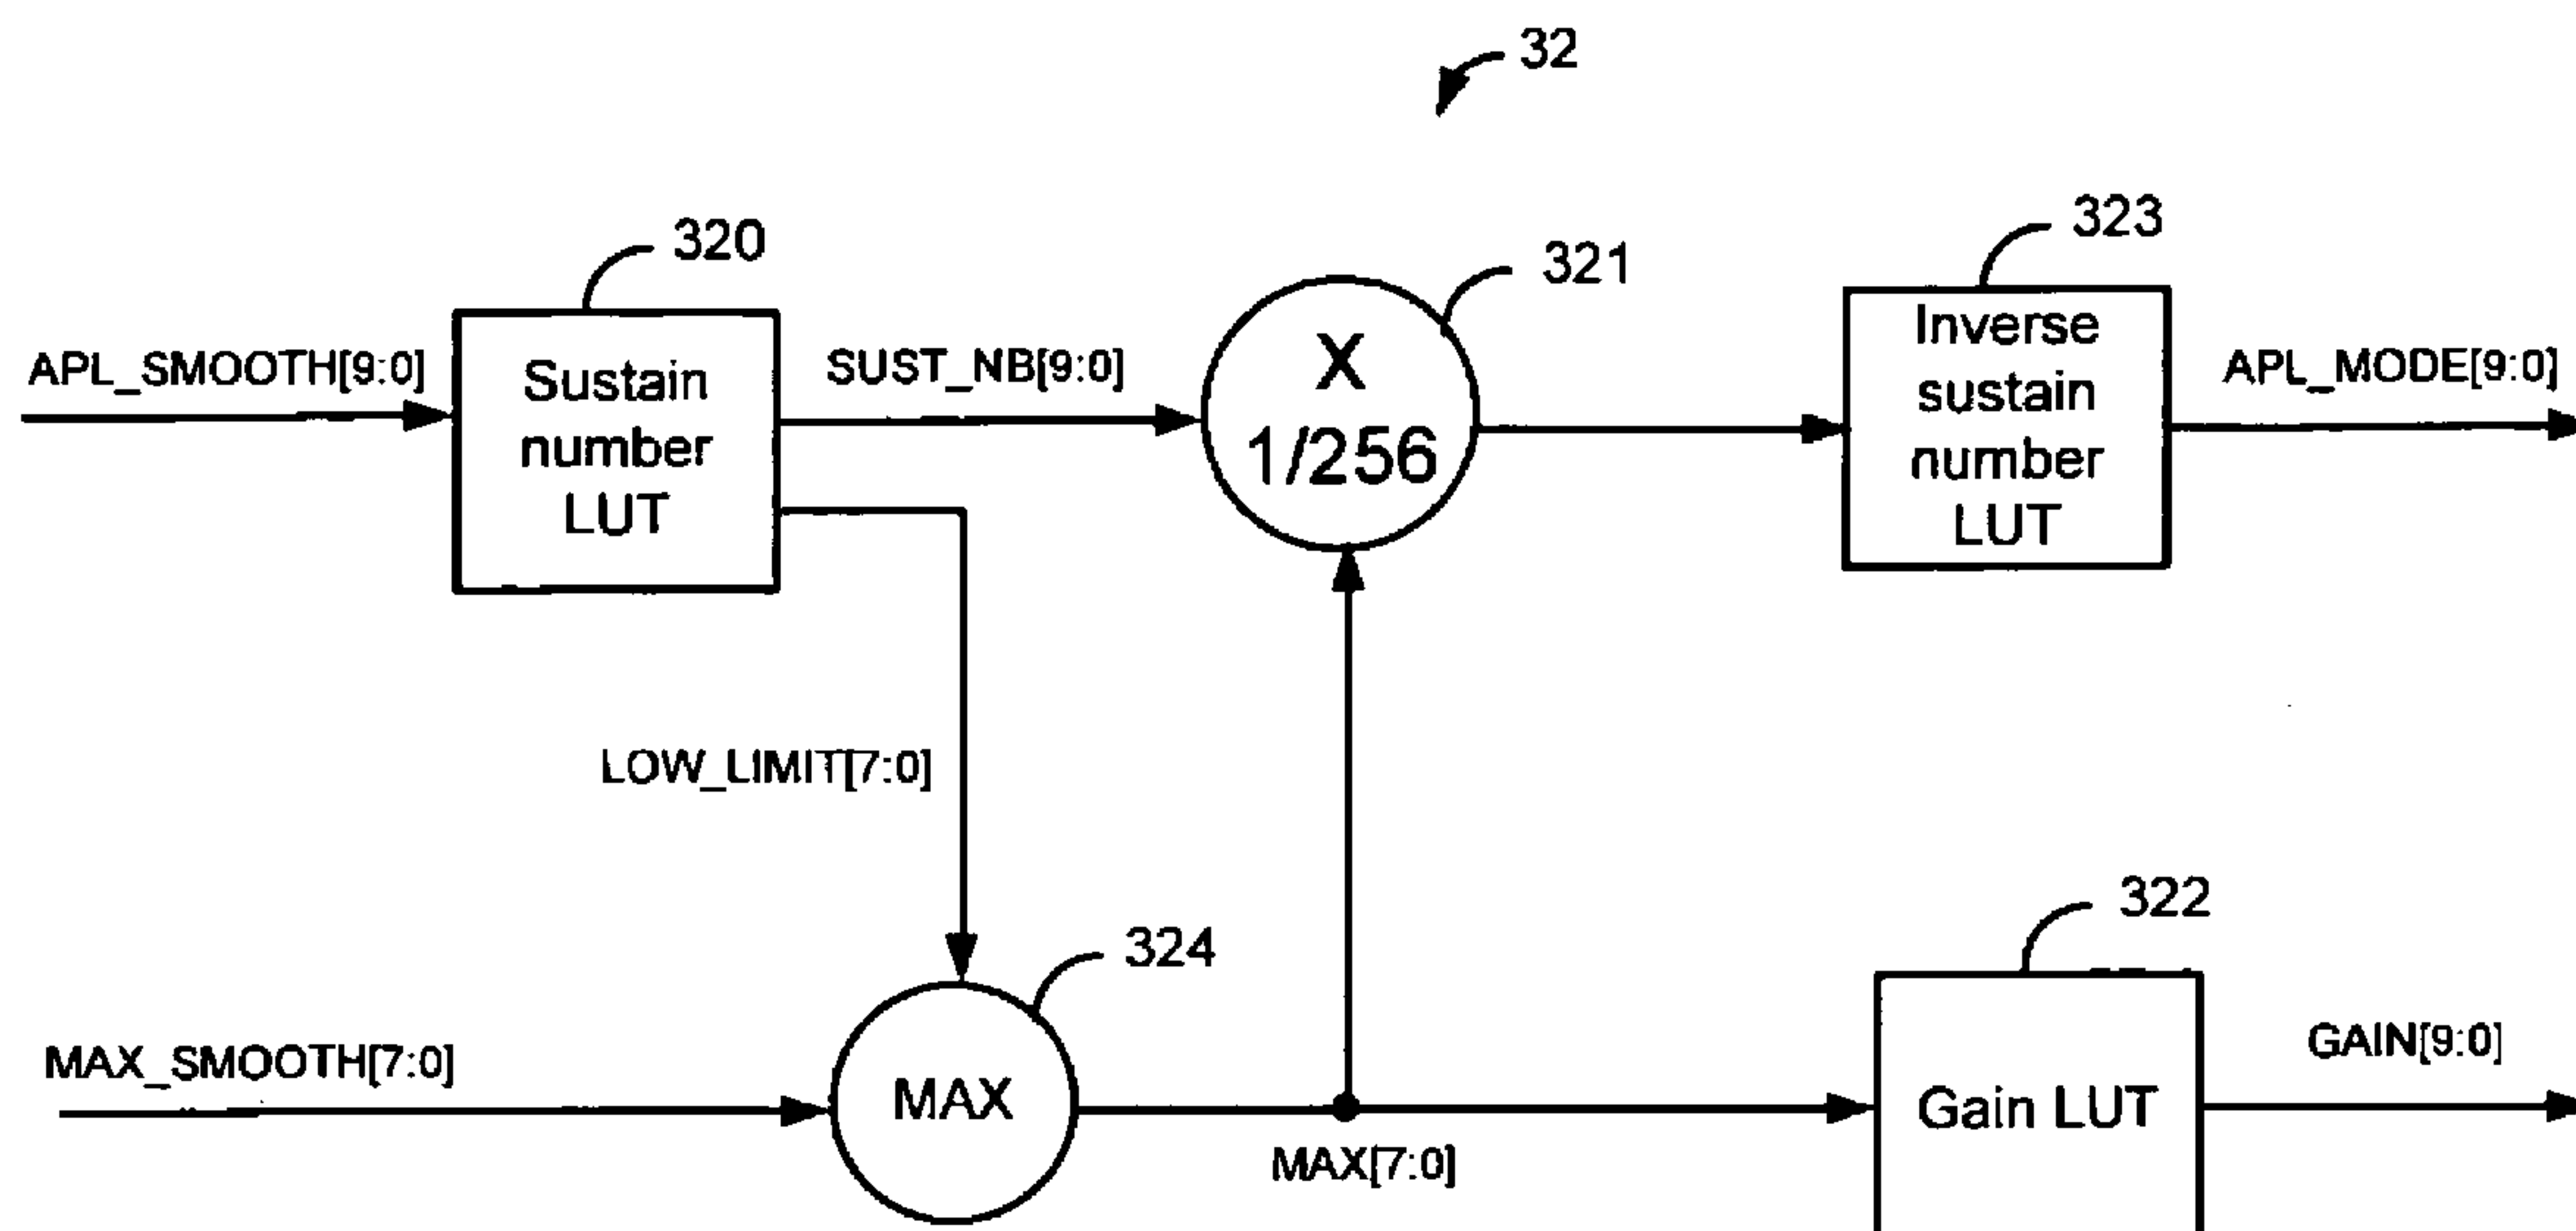 32
320
321
323
APL_SMOOTH[9:0]
Sustain
number
LUT
SUST_NB[9:0]
X
1/256
Inverse
sustain
number
LUT
APL_MODE[9:0]
LOW_LIMIT[7:0]
324
322
MAX_SMOOTH[7:0]
MAX
MAX[7:0]
Gain LUT
GAIN[9:0]